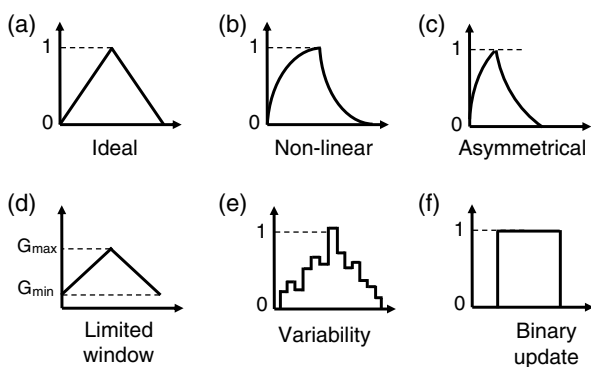 (a)
1
0
Ideal
(b)
1
0
Non-linear
(c)
1
0
Asymmetrical
(d)
Gmax
Gmin
Limited
window
(e)
1
0
Variability
(f)
1
0
Binary
update